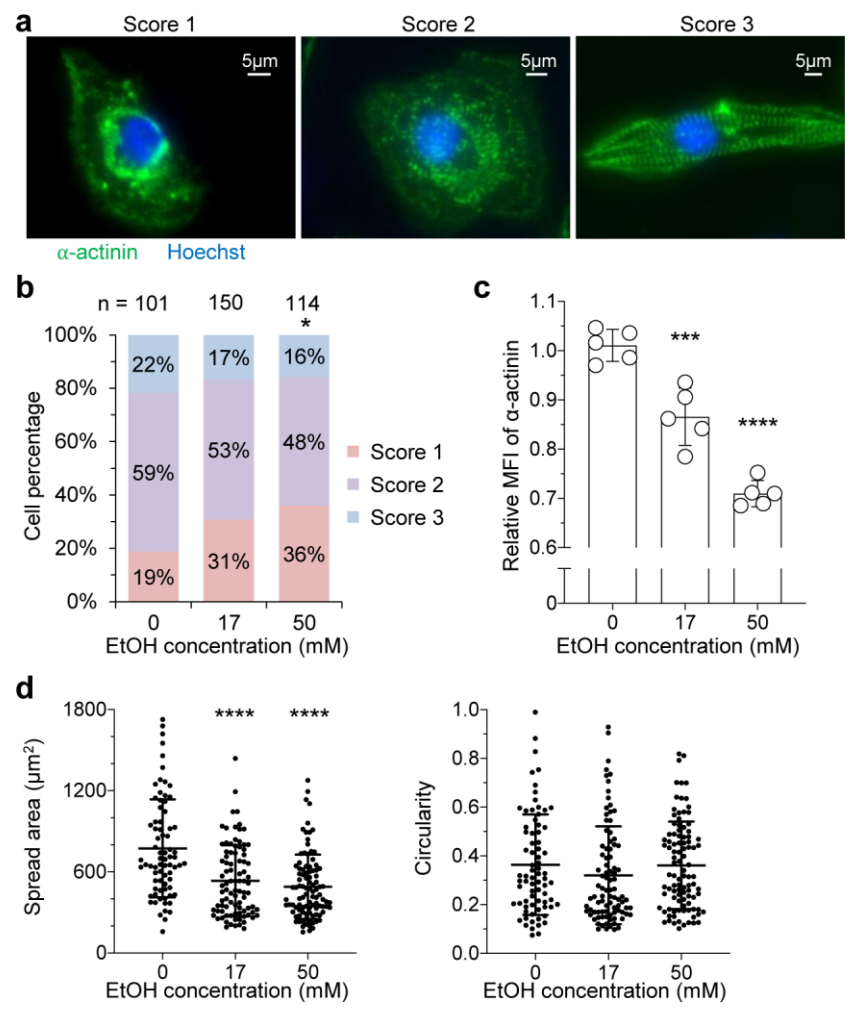 a
Score 1
Score 2
Score 3
5µm
5µm
5µm
α-actinin Hoechst
b
n = 101 150 114
*
100%
80%
60%
40%
20%
0%
Cell percentage
22%
59%
19%
17%
53%
31%
16%
48%
36%
0 17 50
EtOH concentration (mM)
Score 1
Score 2
Score 3
c
1.1
1.0
0.9
0.8
0.7
0.6
0
Relative MFI of α-actinin
***
****
0 17 50
EtOH concentration (mM)
d
1800
1200
600
0
Spread area (µm²)
****
****
0 17 50
EtOH concentration (mM)
1.0
0.8
0.6
0.4
0.2
0.0
Circularity
0 17 50
EtOH concentration (mM)